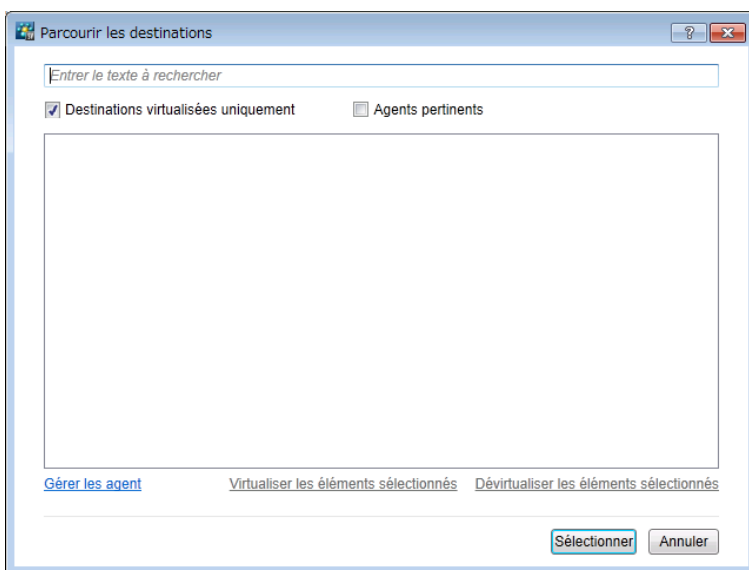 Parcourir les destinations
Entrer le texte à rechercher
Destinations virtualisées uniquement Agents pertinents
Gérer les agent Virtualiser les éléments sélectionnés Dévirtualiser les éléments sélectionnés
Sélectionner Annuler